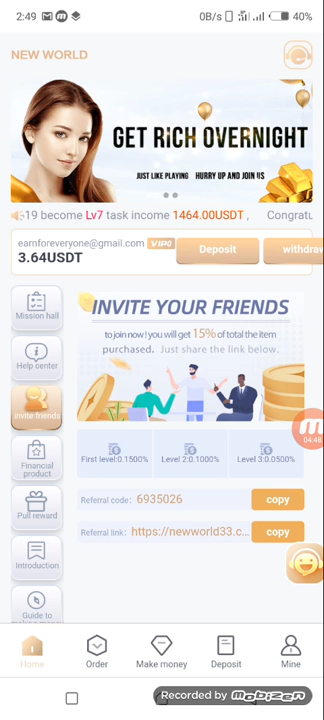 2:49
0B/s
40%
NEW WORLD
GET RICH OVERNIGHT
JUST LIKE PLAYING HURRY UP AND JOIN US
19 become Lv7 task income 1464.00USDT , Congratu
earnforeveryone@gmail.com VIP0
3.64USDT
Deposit
withdraw
Mission hall
Help center
invite friends
Financial
product
Pull reward
Introduction
Guide to
making money
INVITE YOUR FRIENDS
to join now! you will get 15% of total the item
purchased. Just share the link below.
04:48
First level:0.1500%
Level 2:0.1000%
Level 3:0.0500%
Referral code: 6935026 copy
Referral link: https://newworld33.c... copy
Home
Order
Make money
Deposit
Mine
Recorded by mobizen